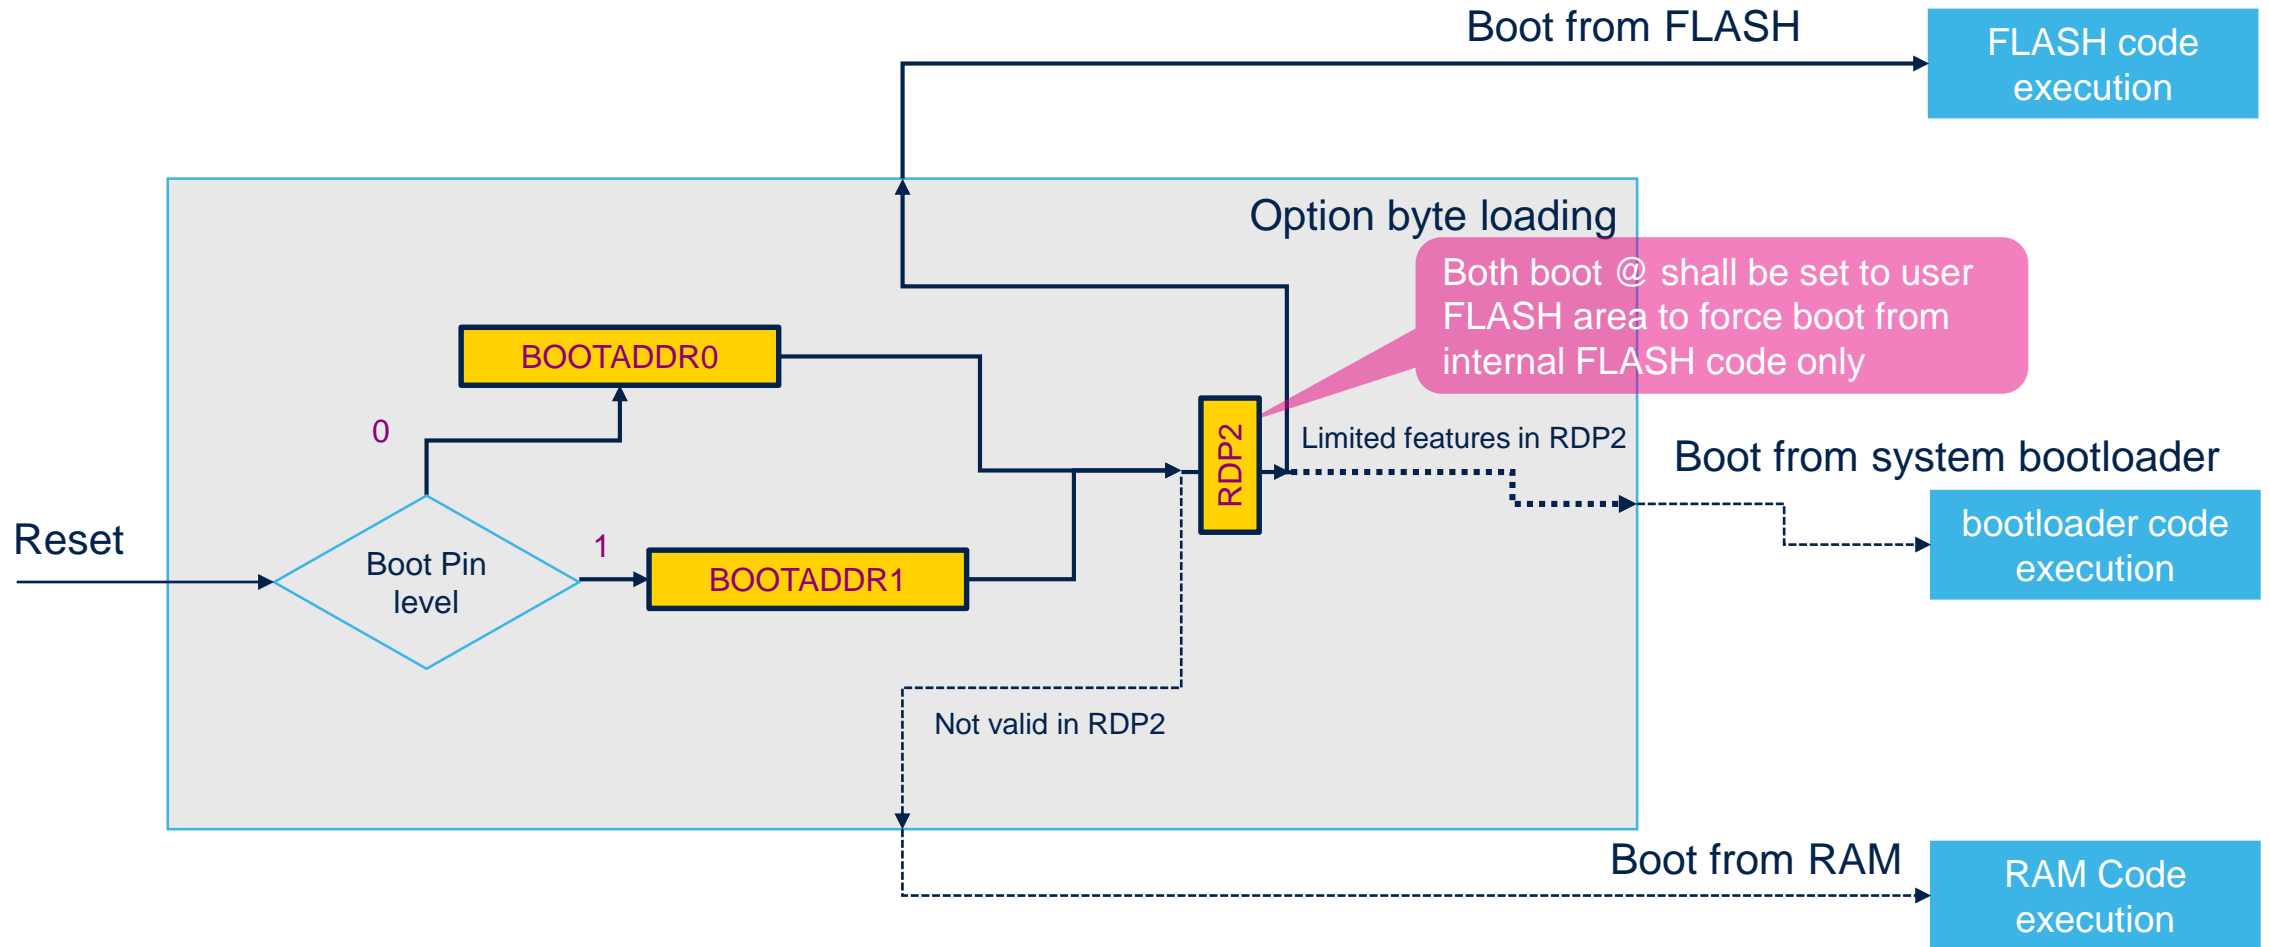 Boot from FLASH
FLASH code
execution
Option byte loading
Both boot @ shall be set to user
FLASH area to force boot from
internal FLASH code only
BOOTADDR0
0
RDP2
Limited features in RDP2
Boot from system bootloader
bootloader code
execution
Reset
Boot Pin
level
1
BOOTADDR1
Not valid in RDP2
Boot from RAM
RAM Code
execution